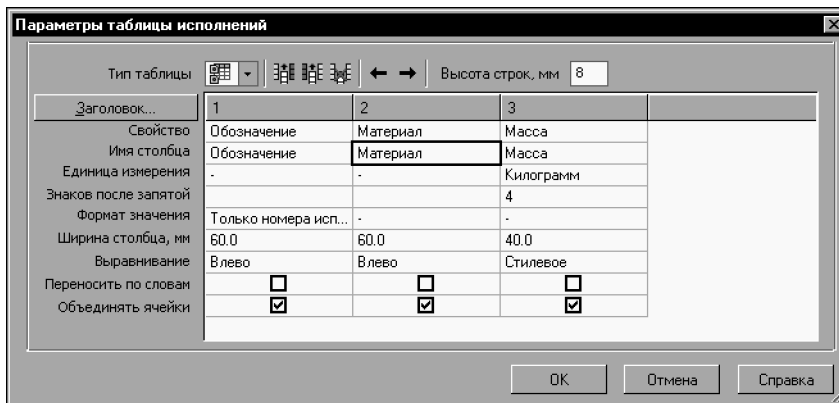 Параметры таблицы исполнений
Тип таблицы Высота строк, мм 8
Заголовок... 1 2 3
Свойство Обозначение Материал Масса
Имя столбца Обозначение Материал Масса
Единица измерения - - Килограмм
Знаков после запятой 4
Формат значения Только номера исп... - -
Ширина столбца, мм 60.0 60.0 40.0
Выравнивание Влево Влево Стилевое
Переносить по словам
Объединять ячейки
OK Отмена Справка